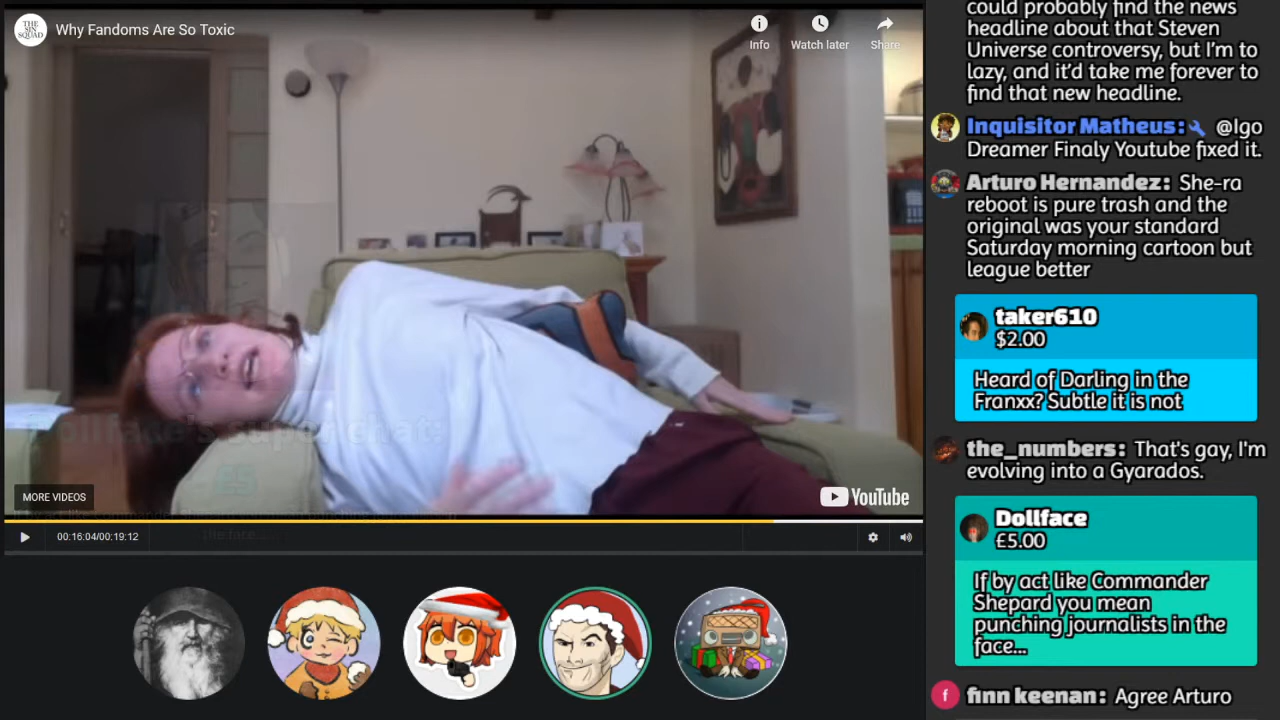 THE SIN SQUAD
Why Fandoms Are So Toxic
Info
Watch later
Share
MORE VIDEOS
YouTube
00:16:04/00:19:12
could probably find the news
headline about that Steven
Universe controversy, but I'm to
lazy, and it'd take me forever to
find that new headline.
Inquisitor Matheus: @Igo
Dreamer Finaly Youtube fixed it.
Arturo Hernandez: She-ra
reboot is pure trash and the
original was your standard
Saturday morning cartoon but
league better
taker610
$2.00
Heard of Darling in the
Franxx? Subtle it is not
the_numbers: That's gay, I'm
evolving into a Gyarados.
Dollface
£5.00
If by act like Commander
Shepard you mean
punching journalists in the
face...
f
finn keenan: Agree Arturo